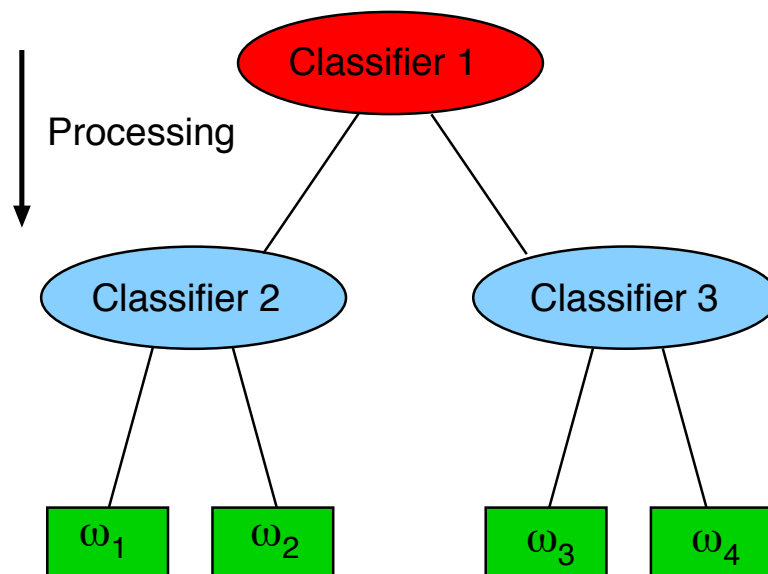 Classifier 1
Processing
Classifier 2
Classifier 3
ω₁
ω₂
ω₃
ω₄